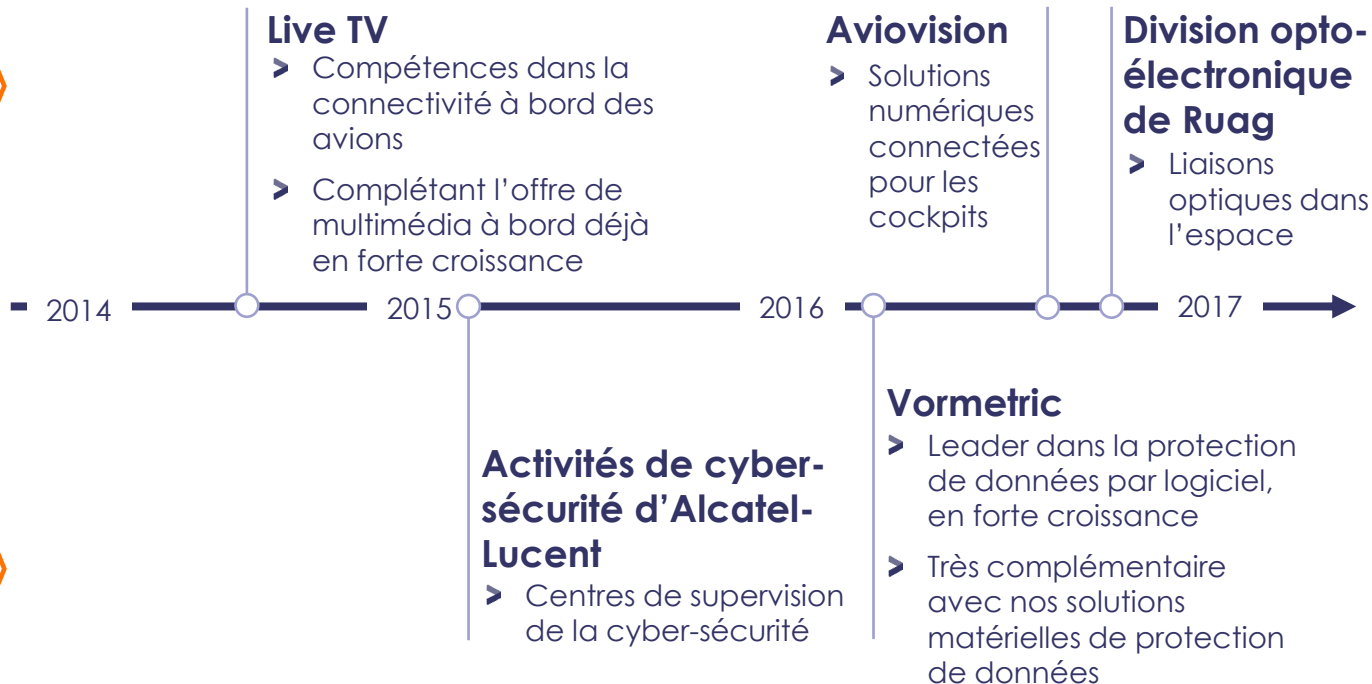 Live TV
> Compétences dans la
connectivité à bord des
avions
> Complétant l’offre de
multimédia à bord déjà
en forte croissance
Aviovision
> Solutions
numériques
connectées
pour les
cockpits
Division opto-
électronique
de Ruag
> Liaisons
optiques dans
l’espace
2014
2015
2016
2017
Activités de cyber-
sécurité d’Alcatel-
Lucent
> Centres de supervision
de la cyber-sécurité
Vormetric
> Leader dans la protection
de données par logiciel,
en forte croissance
> Très complémentaire
avec nos solutions
matérielles de protection
de données